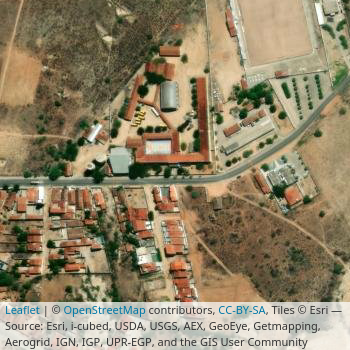 Leaflet | © OpenStreetMap contributors, CC-BY-SA, Tiles © Esri —
Source: Esri, i-cubed, USDA, USGS, AEX, GeoEye, Getmapping,
Aerogrid, IGN, IGP, UPR-EGP, and the GIS User Community